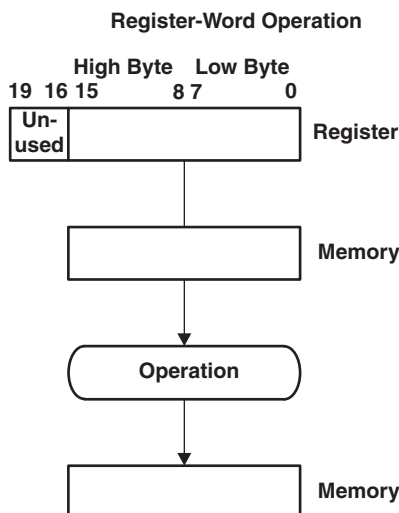 Register-Word Operation
High Byte Low Byte
19 16 15 8 7 0
Un-
used
Register
Memory
Operation
Memory